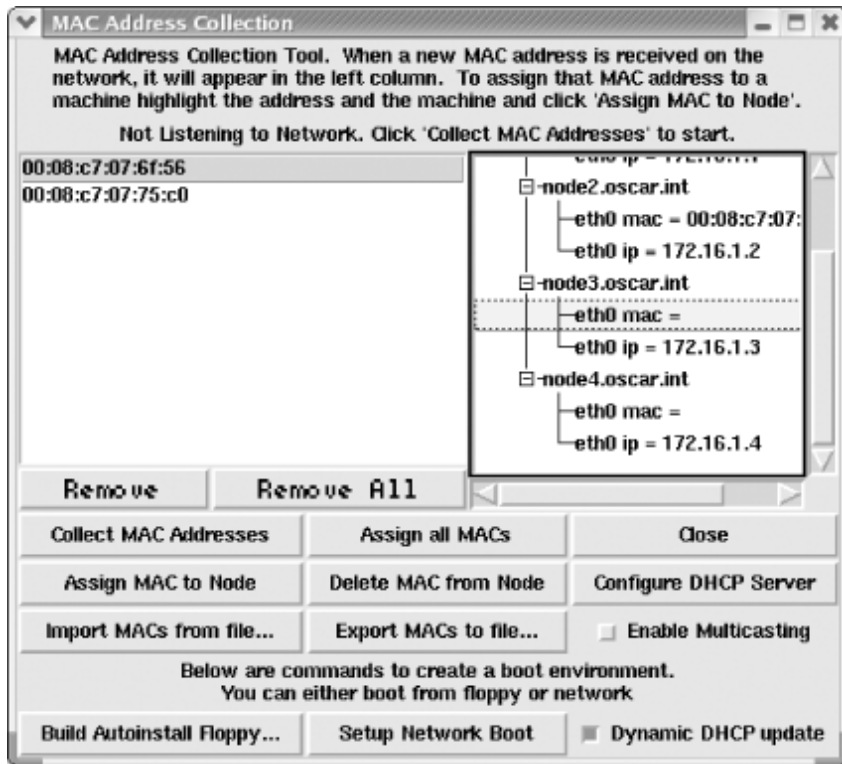 MAC Address Collection
MAC Address Collection Tool. When a new MAC address is received on the
network, it will appear in the left column. To assign that MAC address to a
machine highlight the address and the machine and click 'Assign MAC to Node'.
Not Listening to Network. Click 'Collect MAC Addresses' to start.
00:08:c7:07:6f:56
00:08:c7:07:75:c0
eth0 ip = 172.16.1.1
node2.oscar.int
eth0 mac = 00:08:c7:07:
eth0 ip = 172.16.1.2
node3.oscar.int
eth0 mac =
eth0 ip = 172.16.1.3
node4.oscar.int
eth0 mac =
eth0 ip = 172.16.1.4
Remove Remove All
Collect MAC Addresses Assign all MACs Close
Assign MAC to Node Delete MAC from Node Configure DHCP Server
Import MACs from file... Export MACs to file... Enable Multicasting
Below are commands to create a boot environment.
You can either boot from floppy or network
Build Autoinstall Floppy... Setup Network Boot Dynamic DHCP update